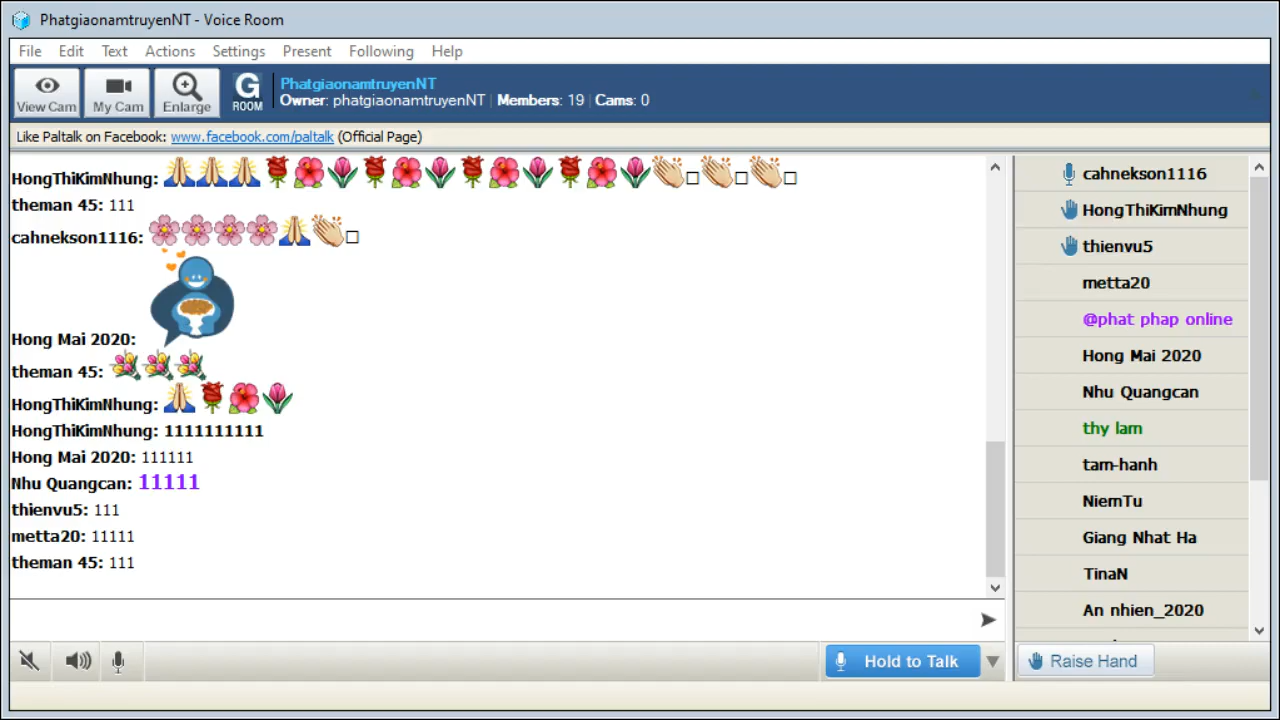 PhatgiaonamtruyenNT - Voice Room
File Edit Text Actions Settings Present Following Help
View Cam My Cam Enlarge G ROOM
PhatgiaonamtruyenNT
Owner: phatgiaonamtruyenNT | Members: 19 | Cams: 0
Like Paltalk on Facebook: www.facebook.com/paltalk (Official Page)
HongThiKimNhung: 🙏🙏🙏🌹🌺🌷🌹🌺🌷🌹🌺🌷🌹🌺🌷👏□👏□👏□
theman 45: 111
cahnekson1116: 🌸🌸🌸🌸🙏👏□
Hong Mai 2020:
theman 45: 💐💐💐
HongThiKimNhung: 🙏🌹🌺🌷
HongThiKimNhung: 1111111111
Hong Mai 2020: 111111
Nhu Quangcan: 11111
thienvu5: 111
metta20: 11111
theman 45: 111
cahnekson1116
HongThiKimNhung
thienvu5
metta20
@phat phap online
Hong Mai 2020
Nhu Quangcan
thy lam
tam-hanh
NiemTu
Giang Nhat Ha
TinaN
An nhien_2020
Hold to Talk
Raise Hand